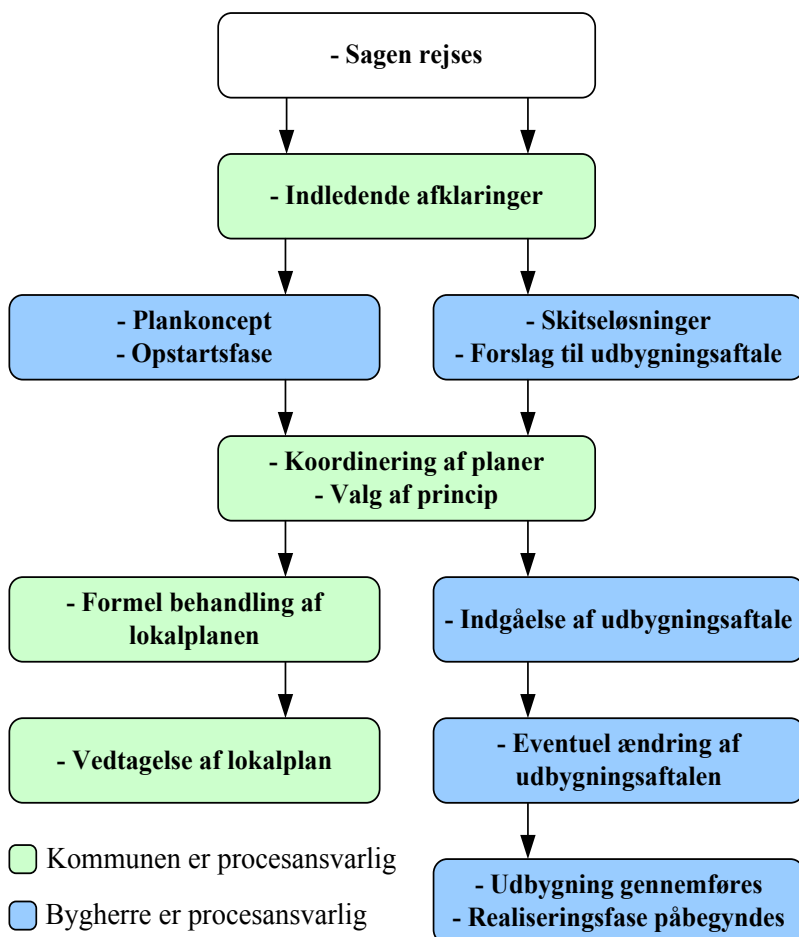 - Sagen rejses
- Indledende afklaringer
- Plankoncept
- Opstartsfase
- Skitseløsninger
- Forslag til udbygningsaftale
- Koordinering af planer
- Valg af princip
- Formel behandling af
lokalplanen
- Indgåelse af udbygningsaftale
- Vedtagelse af lokalplan
- Eventuel ændring af
udbygningsaftalen
- Udbygning gennemføres
- Realiseringsfase påbegyndes
Kommunen er procesansvarlig
Bygherre er procesansvarlig